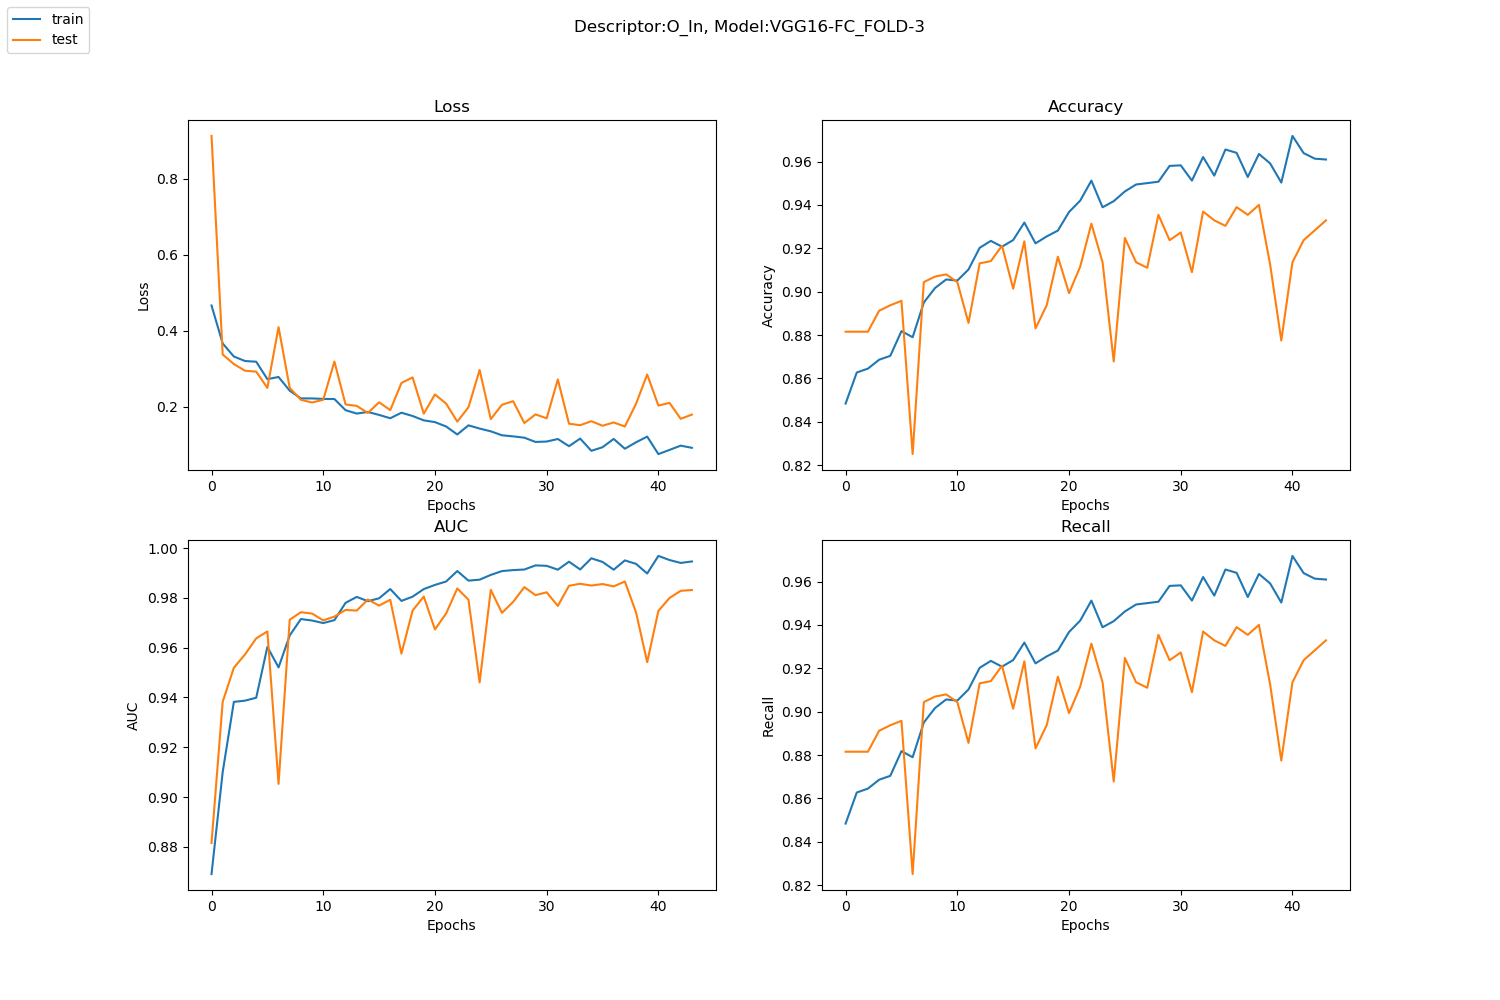 train
test
Descriptor:O_In, Model:VGG16-FC_FOLD-3
Loss
Loss
0.8
0.6
0.4
0.2
0 10 20 30 40
Epochs
Accuracy
Accuracy
0.96
0.94
0.92
0.90
0.88
0.86
0.84
0.82
0 10 20 30 40
Epochs
AUC
AUC
1.00
0.98
0.96
0.94
0.92
0.90
0.88
0 10 20 30 40
Epochs
Recall
Recall
0.96
0.94
0.92
0.90
0.88
0.86
0.84
0.82
0 10 20 30 40
Epochs